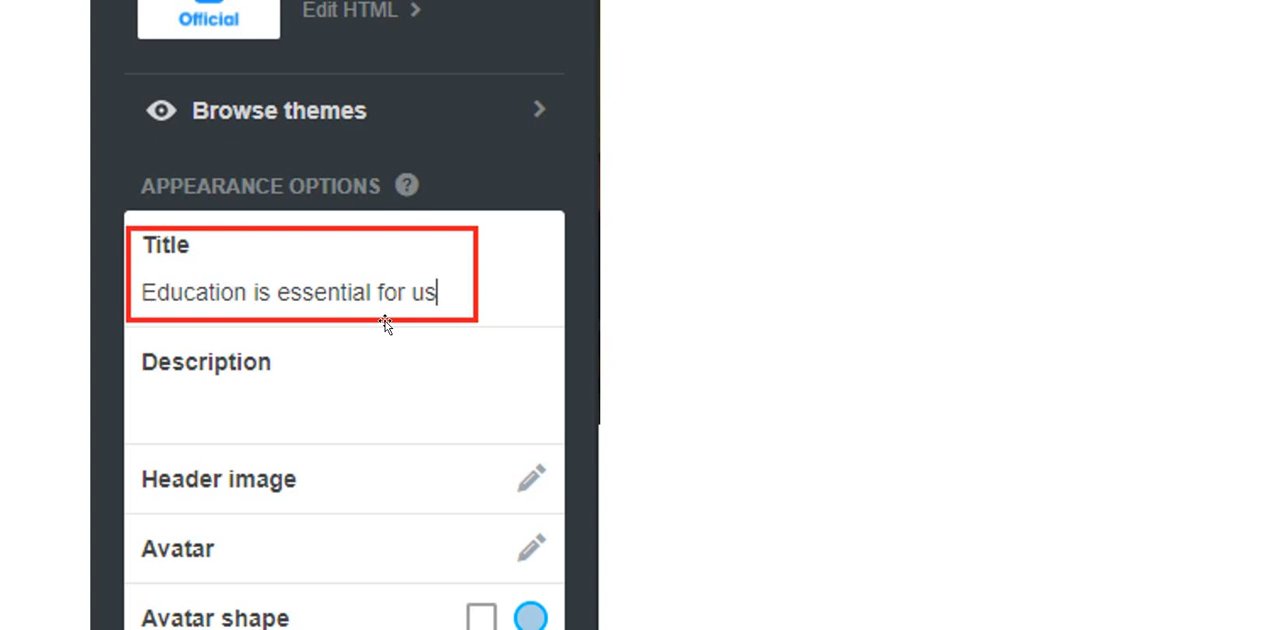 Official
Edit HTML
Browse themes
APPEARANCE OPTIONS ?
Title
Education is essential for us
Description
Header image
Avatar
Avatar shape